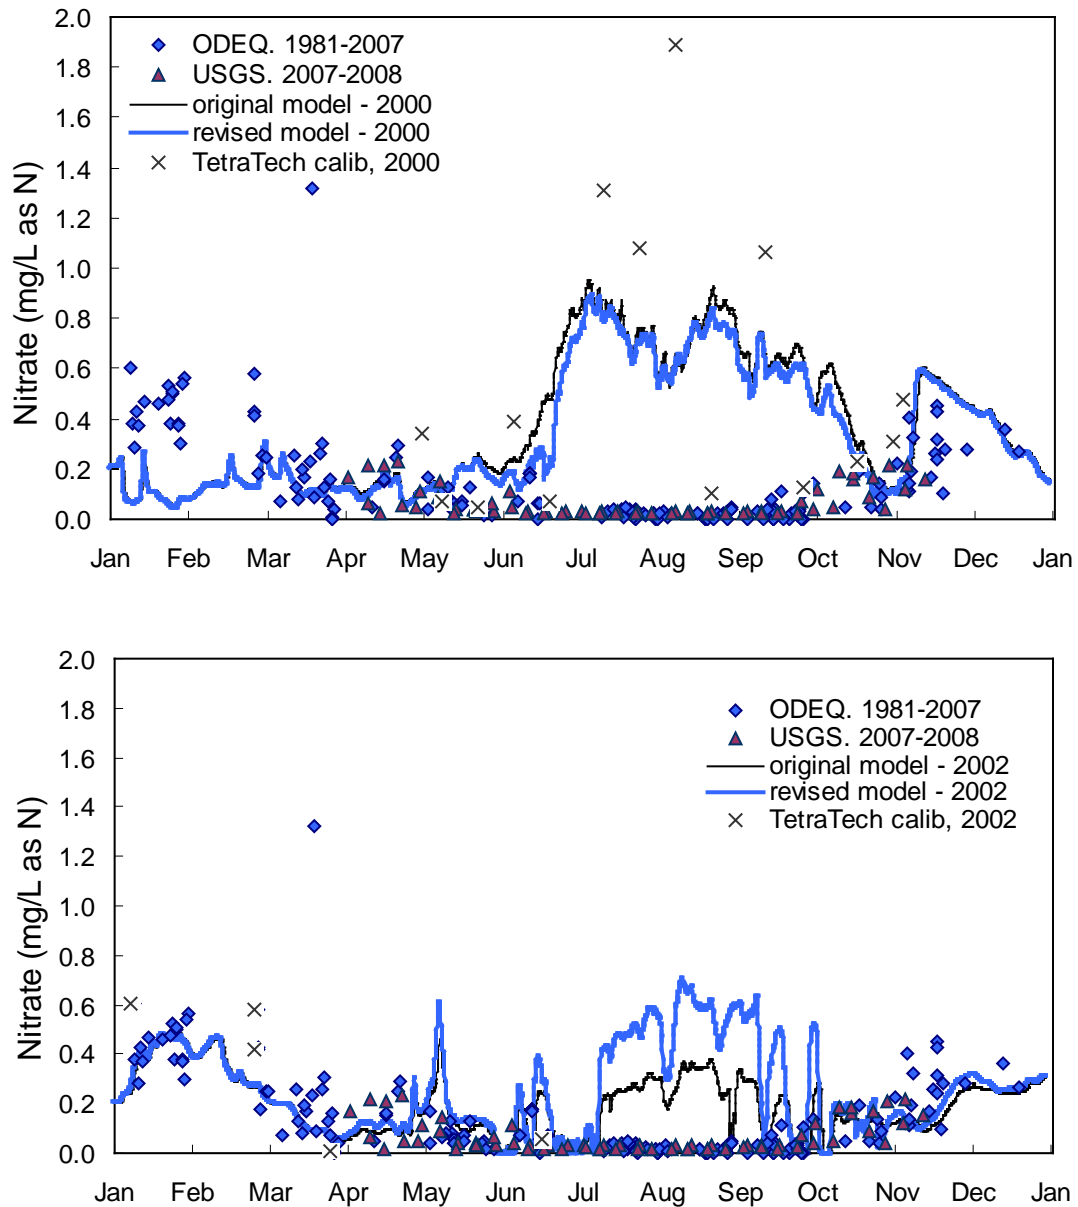 2.0
1.8
1.6
1.4
1.2
1.0
0.8
0.6
0.4
0.2
0.0
Nitrate (mg/L as N)
ODEQ. 1981-2007
USGS. 2007-2008
original model - 2000
revised model - 2000
TetraTech calib, 2000
Jan Feb Mar Apr May Jun Jul Aug Sep Oct Nov Dec Jan
2.0
1.8
1.6
1.4
1.2
1.0
0.8
0.6
0.4
0.2
0.0
Nitrate (mg/L as N)
ODEQ. 1981-2007
USGS. 2007-2008
original model - 2002
revised model - 2002
TetraTech calib, 2002
Jan Feb Mar Apr May Jun Jul Aug Sep Oct Nov Dec Jan